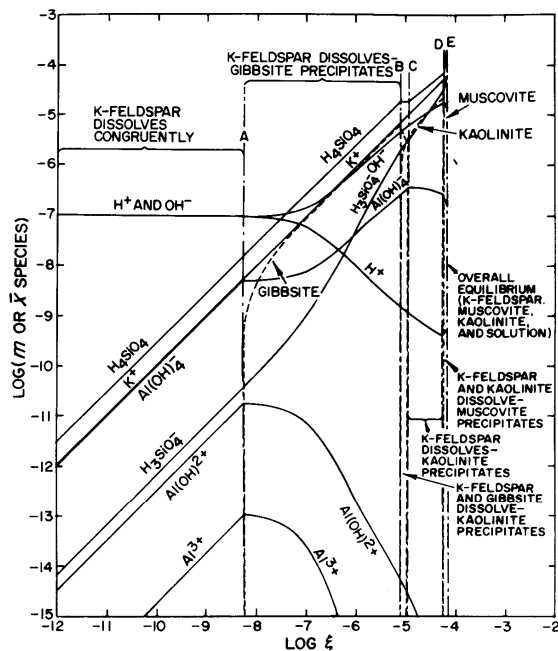 K-FELDSPAR DISSOLVES-
GIBBSITE PRECIPITATES
B C
D E
K-FELDSPAR
DISSOLVES
CONGRUENTLY
A
H4SIO4
K+
H3SIO4-
OH-
Al(OH)4-
MUSCOVITE
KAOLINITE
H+ AND OH-
GIBBSITE
H+
H4SIO4
K+
Al(OH)4-
H3SIO4-
Al(OH)2+
Al3+
Al3+
Al(OH)2+
OVERALL
EQUILIBRIUM
(K-FELDSPAR.
MUSCOVITE,
KAOLINITE,
AND SOLUTION)
K-FELDSPAR
AND KAOLINITE
DISSOLVE-
MUSCOVITE
PRECIPITATES
K-FELDSPAR
DISSOLVES-
KAOLINITE
PRECIPITATES
K-FELDSPAR
AND GIBBSITE
DISSOLVE-
KAOLINITE
PRECIPITATES
LOG(m OR X̄ SPECIES)
-3
-4
-5
-6
-7
-8
-9
-10
-11
-12
-13
-14
-15
-12 -11 -10 -9 -8 -7 -6 -5 -4 -3 -2
LOG ξ